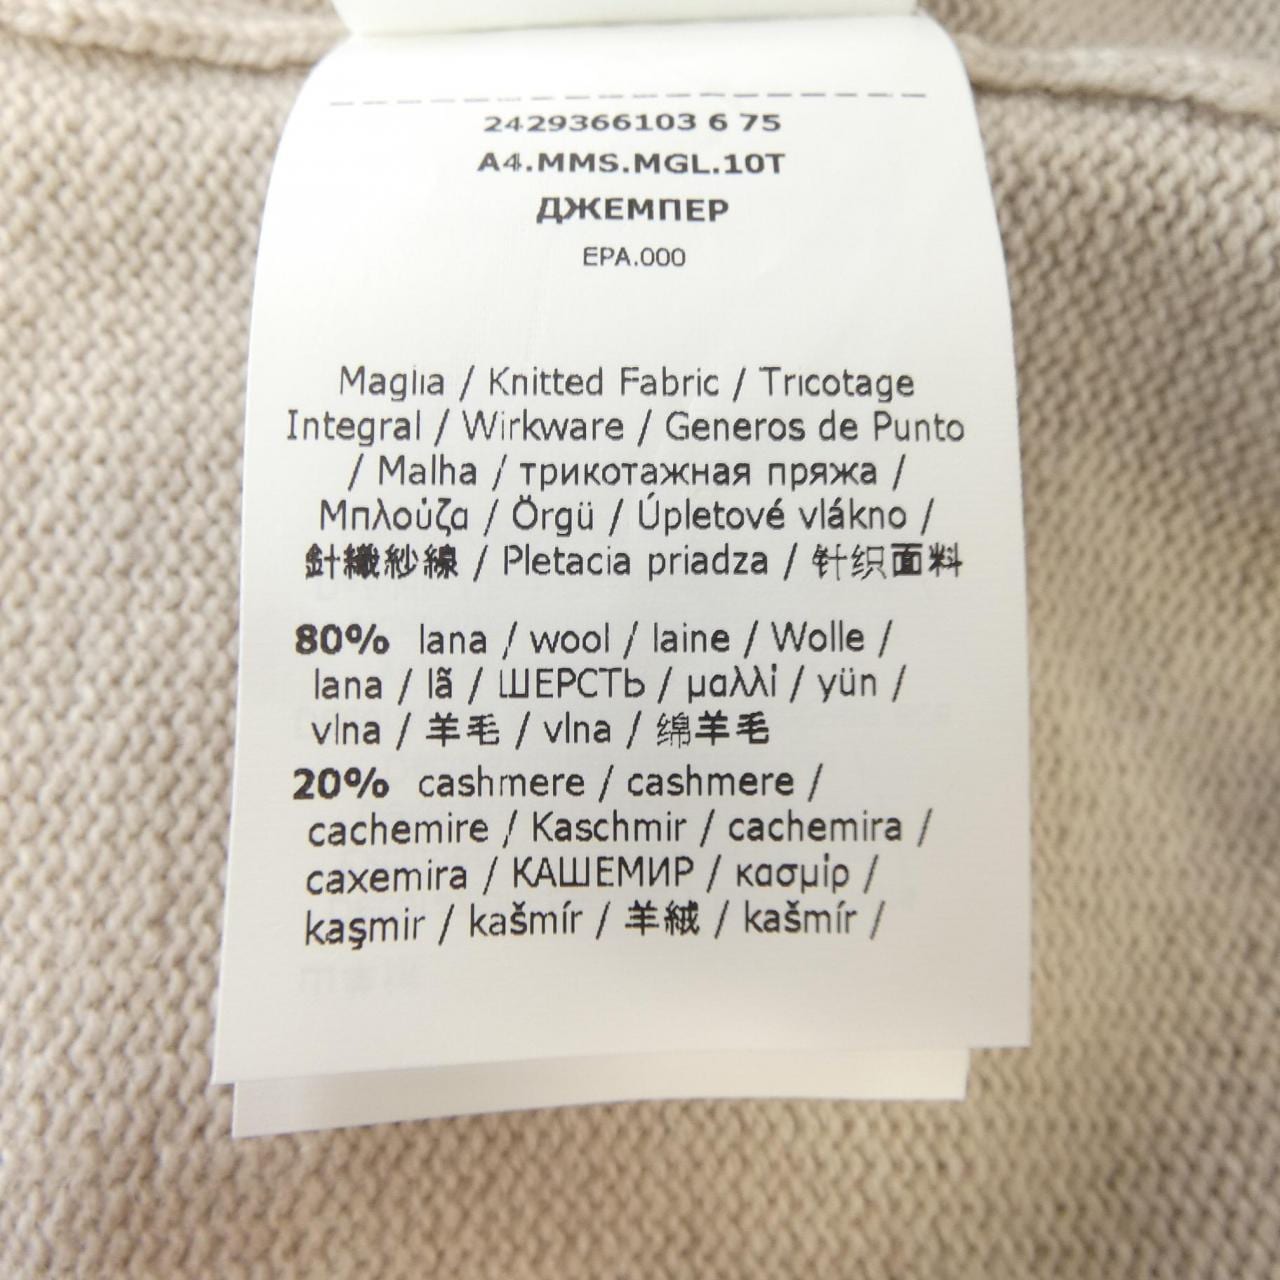 2429366103 6 75
A4.MMS.MGL.10T
ДЖЕМПЕР
EPA.000
Maglia / Knitted Fabric / Tricotage
Integral / Wirkware / Generos de Punto
/ Malha / трикотажная пряжа /
Μπλούζα / Örgü / Úpletové vlákno /
針織紗線 / Pletacia priadza / 针织面料
80% lana / wool / laine / Wolle /
lana / lã / ШЕРСТЬ / μαλλί / yün /
vlna / 羊毛 / vlna / 绵羊毛
20% cashmere / cashmere /
cachemire / Kaschmir / cachemira /
caxemira / КАШЕМИР / κασμίρ /
kaşmir / kašmír / 羊絨 / kašmír /